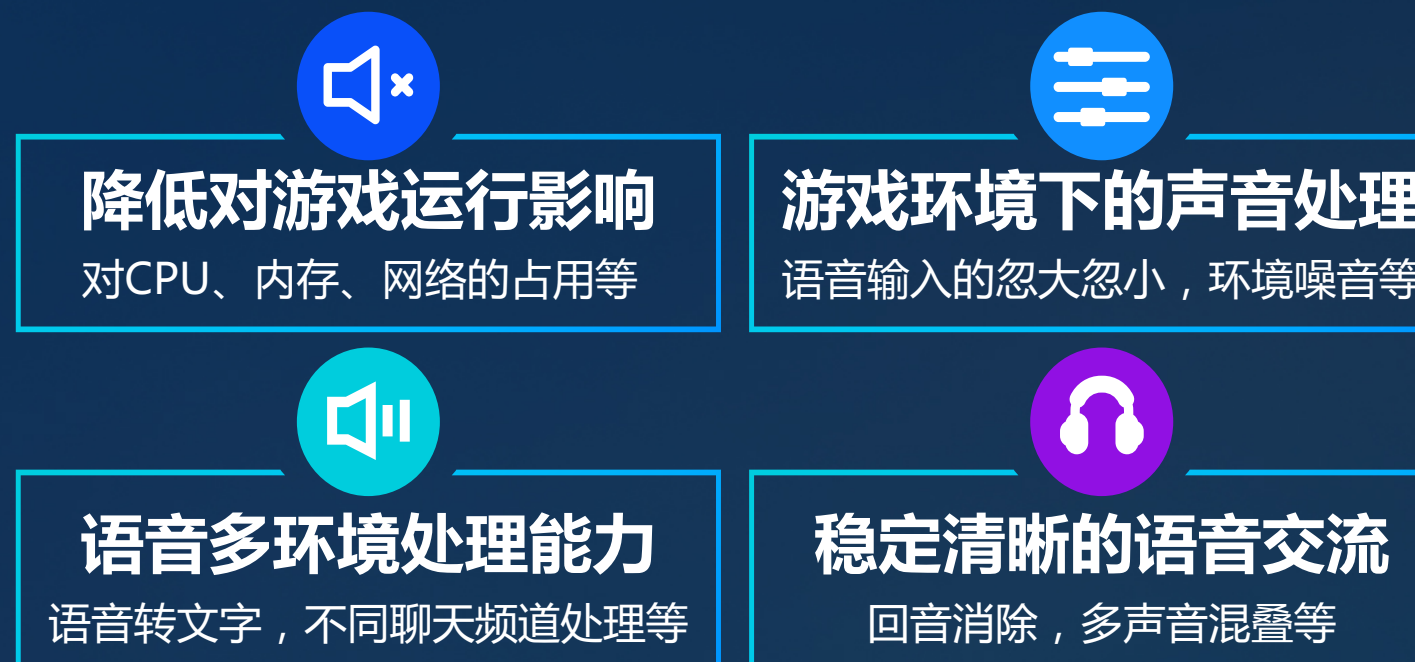 降低对游戏运行影响
对CPU、内存、网络的占用等
游戏环境下的声音处理
语音输入的忽大忽小，环境噪音等
语音多环境处理能力
语音转文字，不同聊天频道处理等
稳定清晰的语音交流
回音消除，多声音混叠等